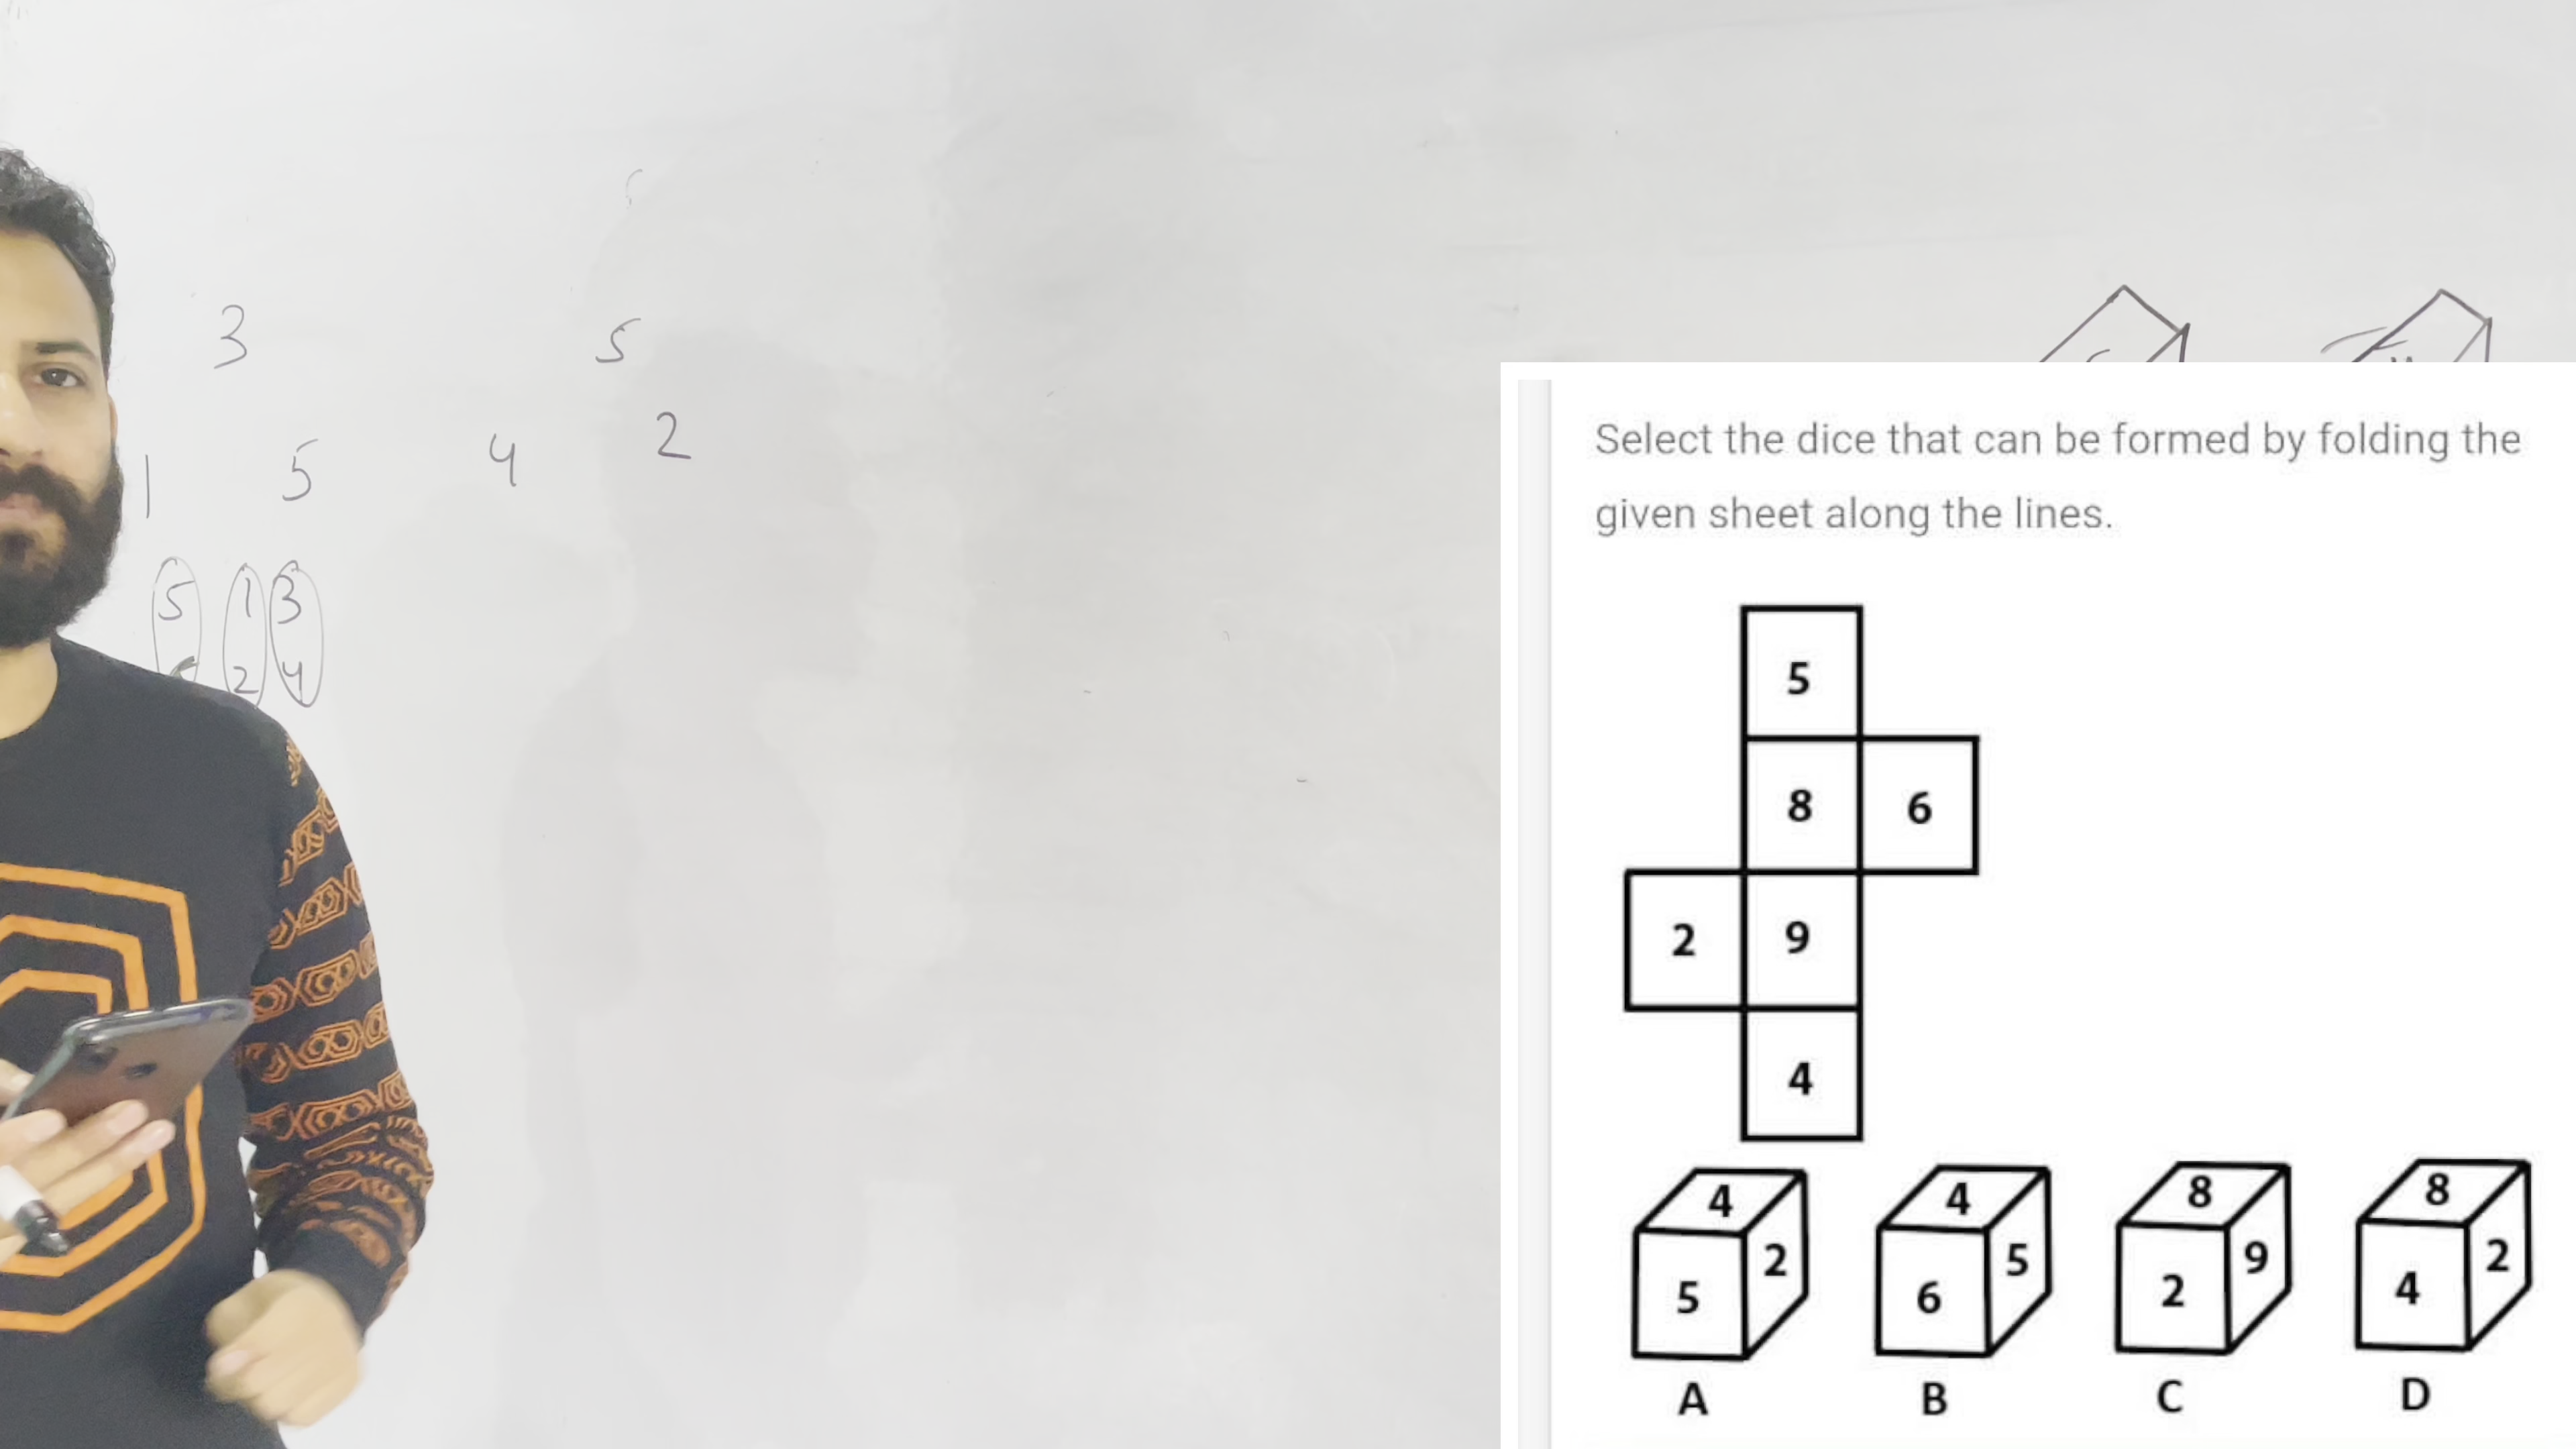 3
5
1 5
4 2
5 1 3
2 4
Select the dice that can be formed by folding the
given sheet along the lines.
5
8 6
2 9
4
4
5 2
A
4
6 5
B
8
2 9
C
8
4 2
D